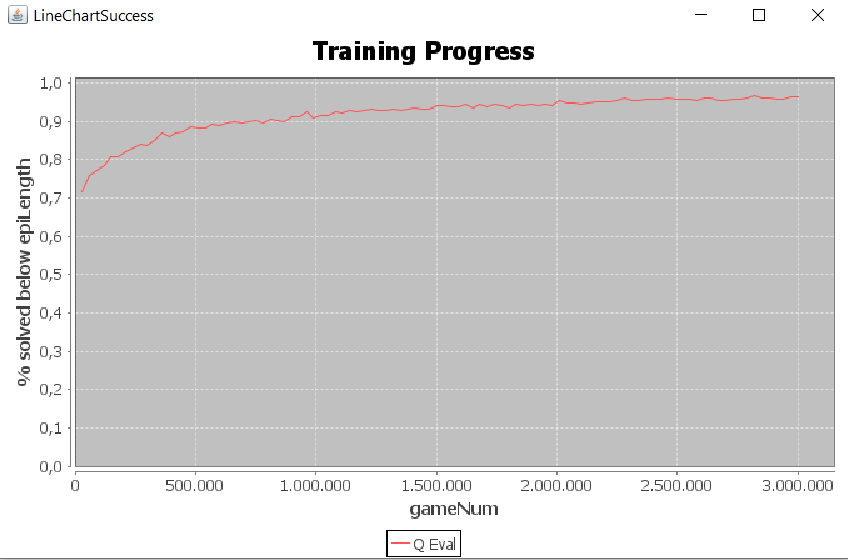 LineChartSuccess
Training Progress
% solved below epiLength
1,0
0,9
0,8
0,7
0,6
0,5
0,4
0,3
0,2
0,1
0,0
0 500.000 1.000.000 1.500.000 2.000.000 2.500.000 3.000.000
gameNum
Q Eval